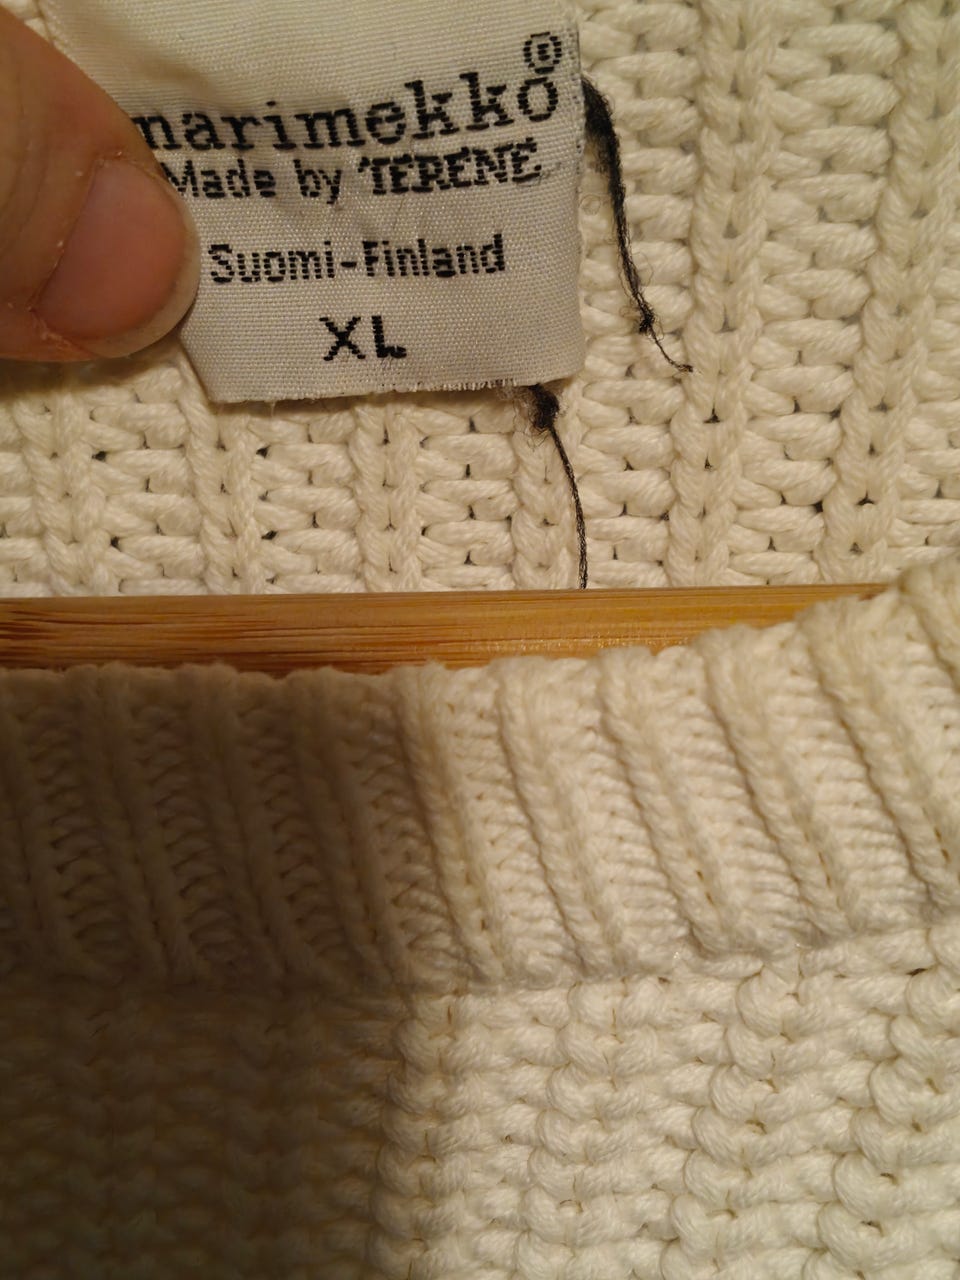 ®
marimekko
Made by TERENE
Suomi-Finland
XL